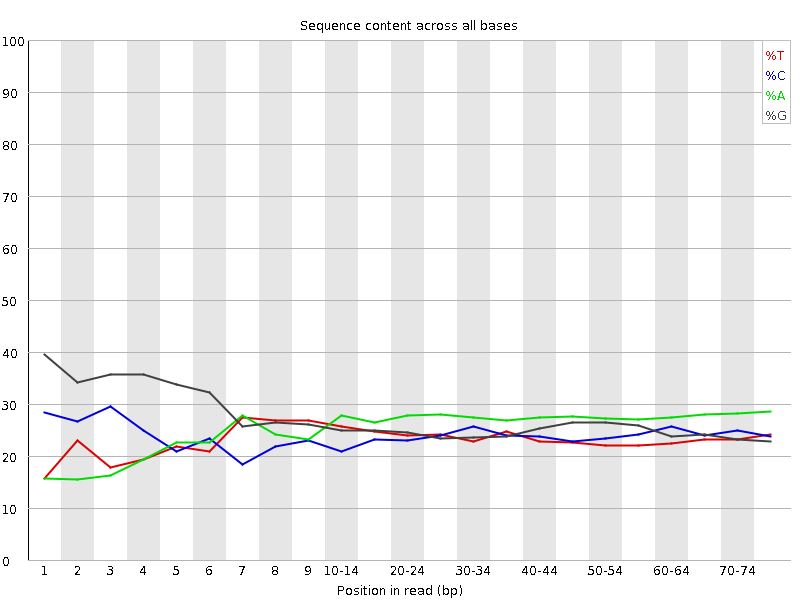 Sequence content across all bases
100
90
80
70
60
50
40
30
20
10
0
%T
%C
%A
%G
1 2 3 4 5 6 7 8 9 10-14 20-24 30-34 40-44 50-54 60-64 70-74
Position in read (bp)